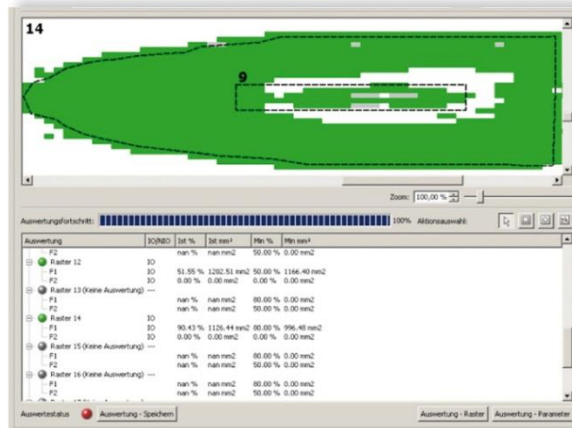 14
9
Zoom: 100,00 %
Auswertungsfortschritt: 100% Aktionsauswahl:
Auswertung IO/NIO Ist % Ist mm² Min % Min mm²
F2 nan % nan mm2 50.00 % 0.00 mm2
Raster 12 IO
F1 IO 51.55 % 1202.51 mm2 50.00 % 1166.40 mm2
F2 IO 0.00 % 0.00 mm2 0.00 % 0.00 mm2
Raster 13 (Keine Auswertung) ---
F1 nan % nan mm2 80.00 % 0.00 mm2
F2 nan % nan mm2 50.00 % 0.00 mm2
Raster 14 IO
F1 IO 90.43 % 1126.44 mm2 80.00 % 996.48 mm2
F2 IO 0.00 % 0.00 mm2 0.00 % 0.00 mm2
Raster 15 (Keine Auswertung) ---
F1 nan % nan mm2 80.00 % 0.00 mm2
F2 nan % nan mm2 50.00 % 0.00 mm2
Raster 16 (Keine Auswertung) ---
F1 nan % nan mm2 80.00 % 0.00 mm2
F2 nan % nan mm2 50.00 % 0.00 mm2
Auswertestatus Auswertung - Speichern Auswertung - Raster Auswertung - Parameter